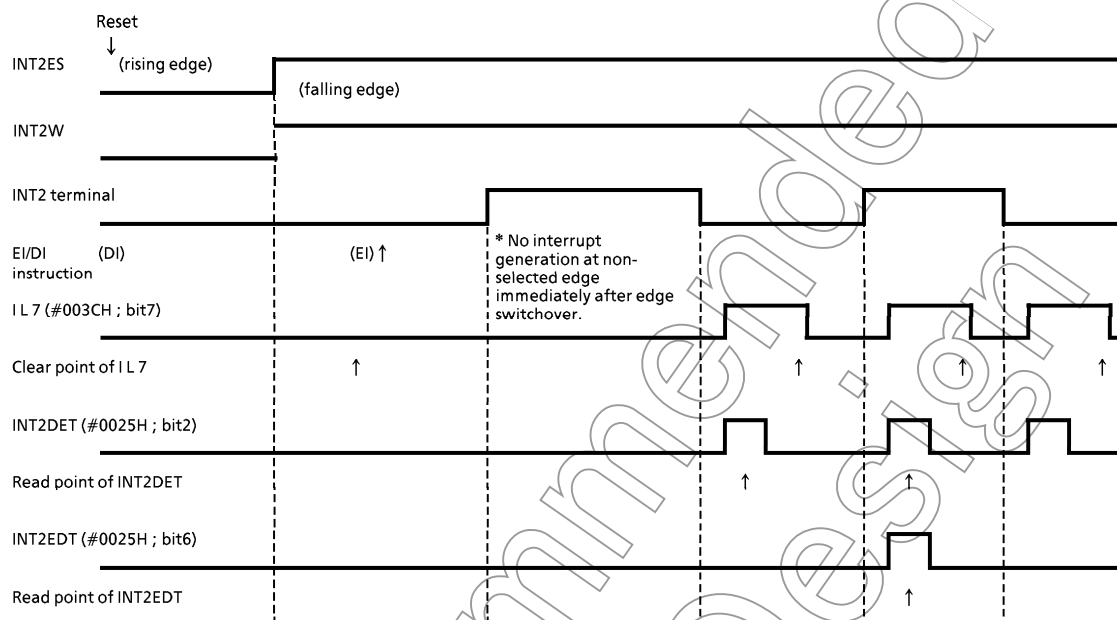 Reset
↓
INT2ES (rising edge)
(falling edge)
INT2W
INT2 terminal
EI/DI (DI) (EI) ↑
instruction
* No interrupt
generation at non-
selected edge
immediately after edge
switchover.
I L 7 (#003CH ; bit7)
Clear point of I L 7 ↑ ↑ ↑ ↑
INT2DET (#0025H ; bit2)
Read point of INT2DET ↑ ↑
INT2EDT (#0025H ; bit6)
Read point of INT2EDT ↑